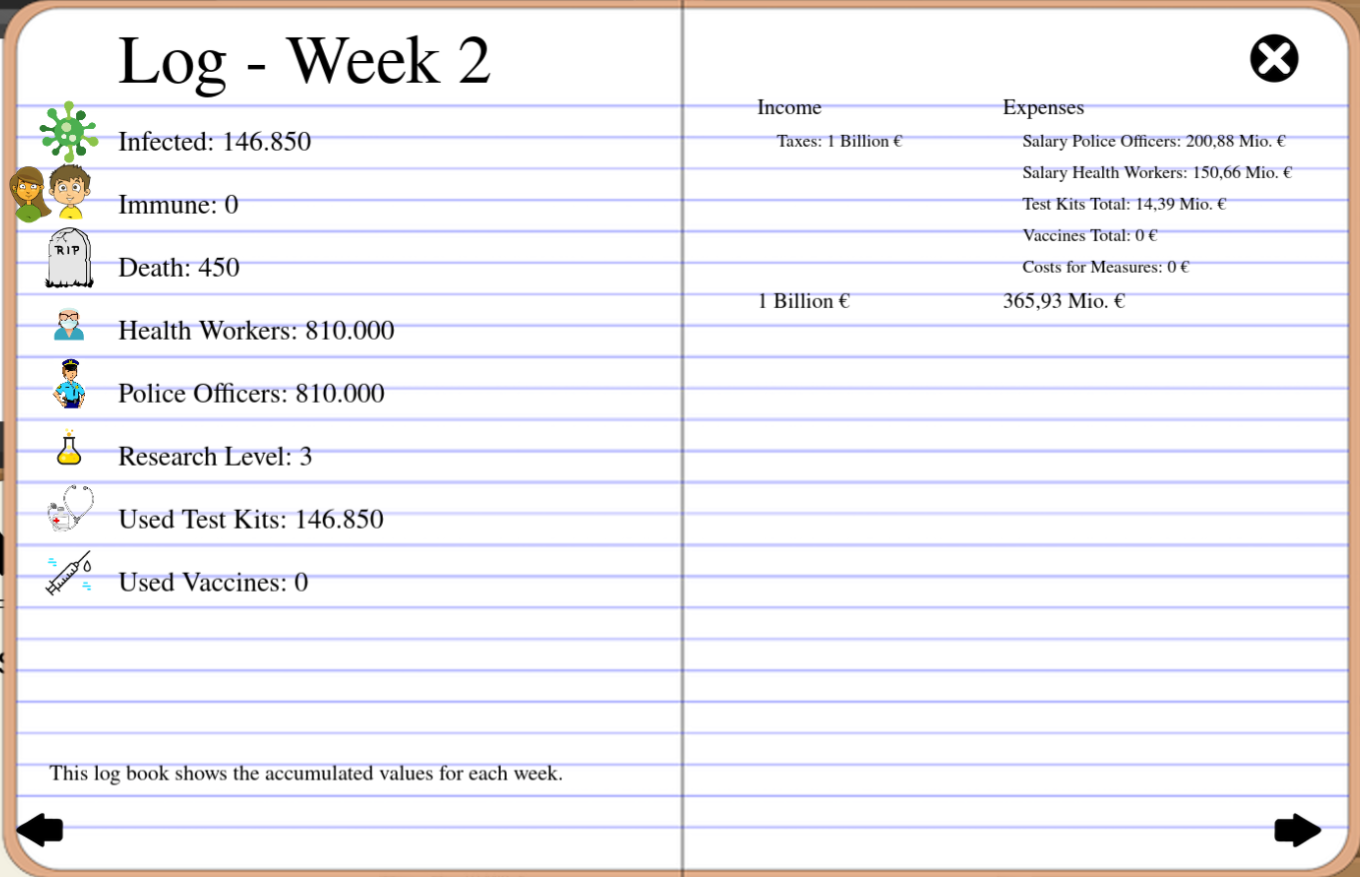 Log - Week 2
Infected: 146.850
Immune: 0
RIP
Death: 450
Health Workers: 810.000
Police Officers: 810.000
Research Level: 3
Used Test Kits: 146.850
Used Vaccines: 0
This log book shows the accumulated values for each week.
Income
Taxes: 1 Billion €
1 Billion €
Expenses
Salary Police Officers: 200,88 Mio. €
Salary Health Workers: 150,66 Mio. €
Test Kits Total: 14,39 Mio. €
Vaccines Total: 0 €
Costs for Measures: 0 €
365,93 Mio. €